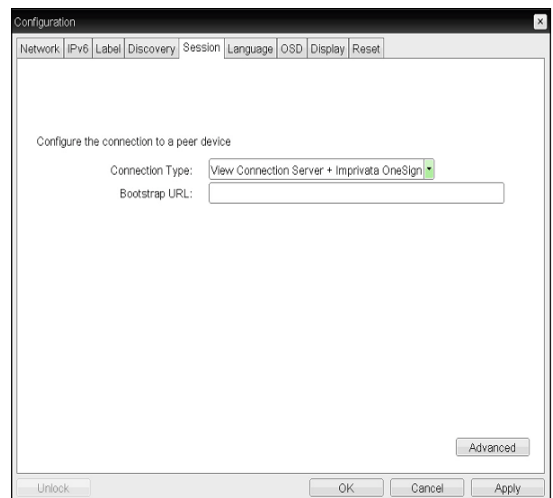 Configuration
Network IPv6 Label Discovery Session Language OSD Display Reset
Configure the connection to a peer device
Connection Type: View Connection Server + Imprivata OneSign
Bootstrap URL:
Advanced
Unlock OK Cancel Apply